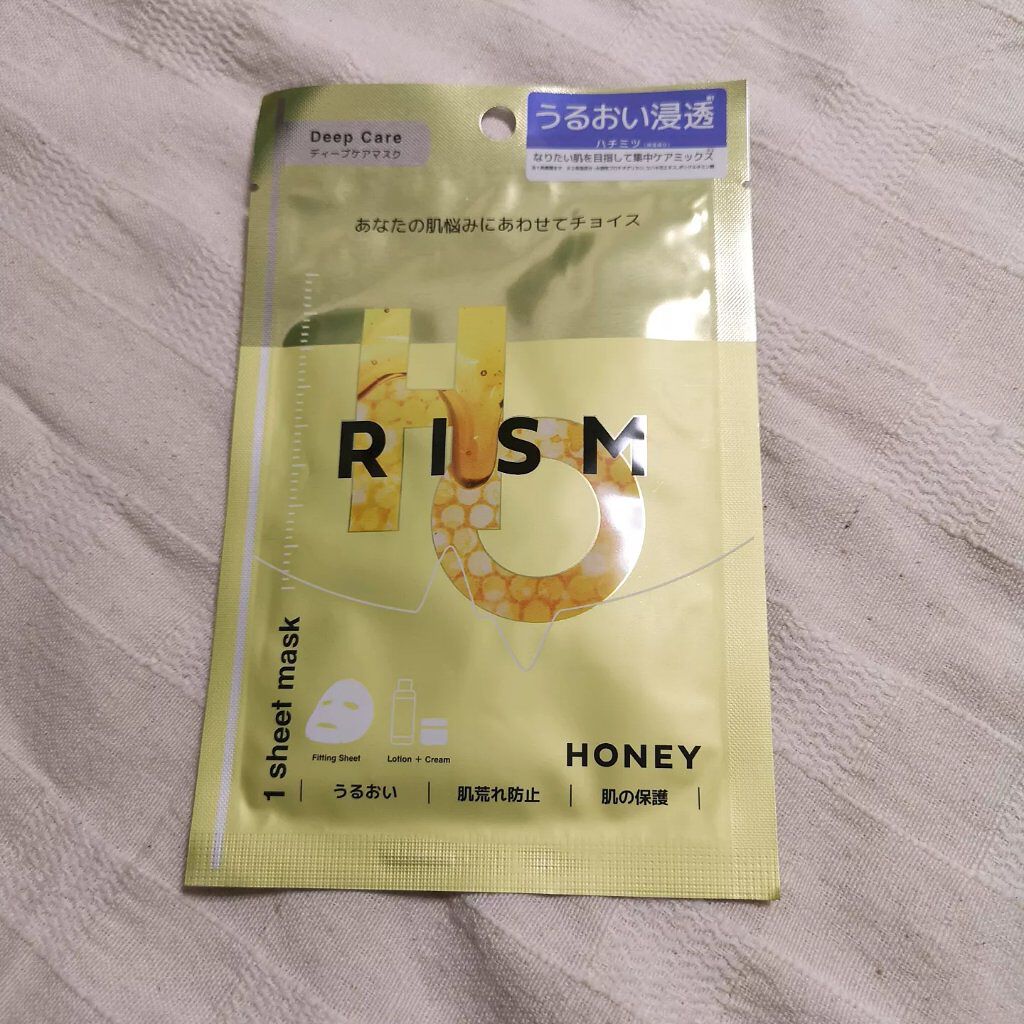 Deep Care
ディープケアマスク
うるおい浸透
ハチミツ
なりたい肌を目指して集中ケアミックス
あなたの肌悩みにあわせてチョイス
Ho
RISM
1 sheet mask
Fitting Sheet
Lotion + Cream
HONEY
うるおい | 肌荒れ防止 | 肌の保護